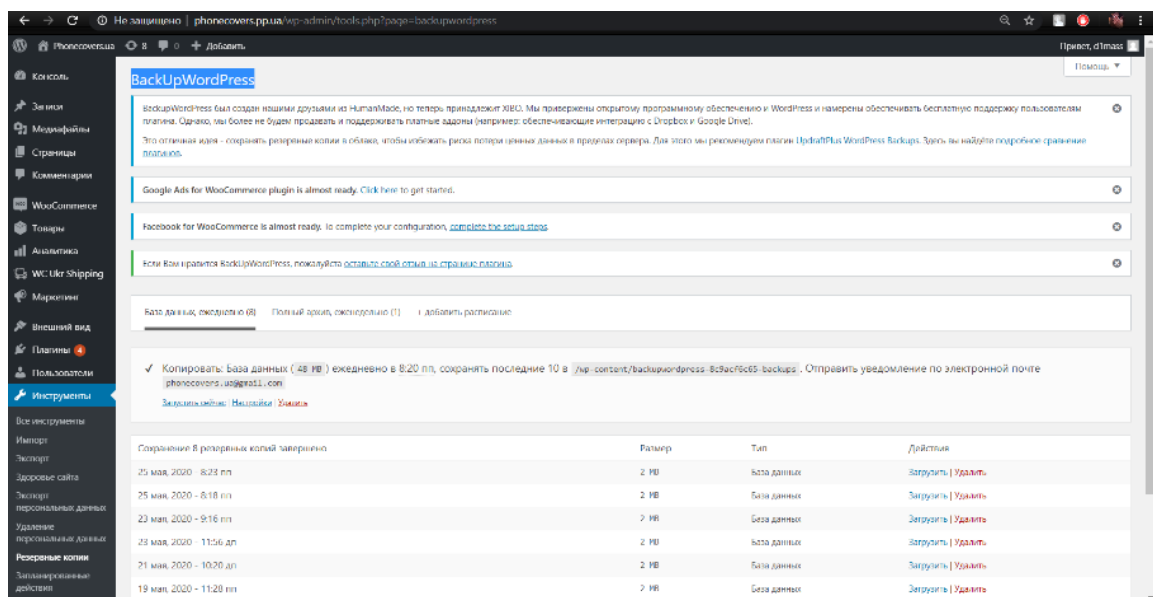 Не защищено | phonecovers.pp.ua/wp-admin/tools.php?page=backupwordpress
Phonecovers.ua 8 0 + Добавить Привет, d1mass
Помощь ▼
Консоль
Записи
Медиафайлы
Страницы
Комментарии
WooCommerce
Товары
Аналитика
WC Ukr Shipping
Маркетинг
Внешний вид
Плагины 4
Пользователи
Инструменты
Все инструменты
Импорт
Экспорт
Здоровье сайта
Экспорт
персональных данных
Удаление
персональных данных
Резервные копии
Запланированные
действия
BackUpWordPress
BackupWordPress был создан нашими друзьями из HumanMade, но теперь принадлежит XIBO. Мы привержены открытому программному обеспечению и WordPress и намерены обеспечивать бесплатную поддержку пользователям
плагина. Однако, мы более не будем продавать и поддерживать платные аддоны (например: обеспечивающие интеграцию с Dropbox и Google Drive).
Это отличная идея - сохранять резервные копии в облаке, чтобы избежать риска потери ценных данных в пределах сервера. Для этого мы рекомендуем плагин UpdraftPlus WordPress Backups. Здесь вы найдёте подробное сравнение
плагинов.
Google Ads for WooCommerce plugin is almost ready. Click here to get started.
Facebook for WooCommerce is almost ready. To complete your configuration, complete the setup steps.
Если Вам нравится BackUpWordPress, пожалуйста оставьте свой отзыв на странице плагина.
База данных, ежедневно (8) Полный архив, еженедельно (1) + добавить расписание
✓ Копировать: База данных ( 48 MB ) ежедневно в 8:20 пп, сохранять последние 10 в /wp-content/backupwordpress-8c9acf6c65-backups . Отправить уведомление по электронной почте
phonecovers.ua@gmail.com
Запустить сейчас | Настройки | Удалить
Сохранение 8 резервных копий завершено Размер Тип Действия
25 мая, 2020 - 8:23 пп 2 MB База данных Загрузить | Удалить
25 мая, 2020 - 8:18 пп 2 MB База данных Загрузить | Удалить
23 мая, 2020 - 9:16 пп 2 MB База данных Загрузить | Удалить
23 мая, 2020 - 11:56 дп 2 MB База данных Загрузить | Удалить
21 мая, 2020 - 10:20 дп 2 MB База данных Загрузить | Удалить
19 мая, 2020 - 11:28 пп 2 MB База данных Загрузить | Удалить